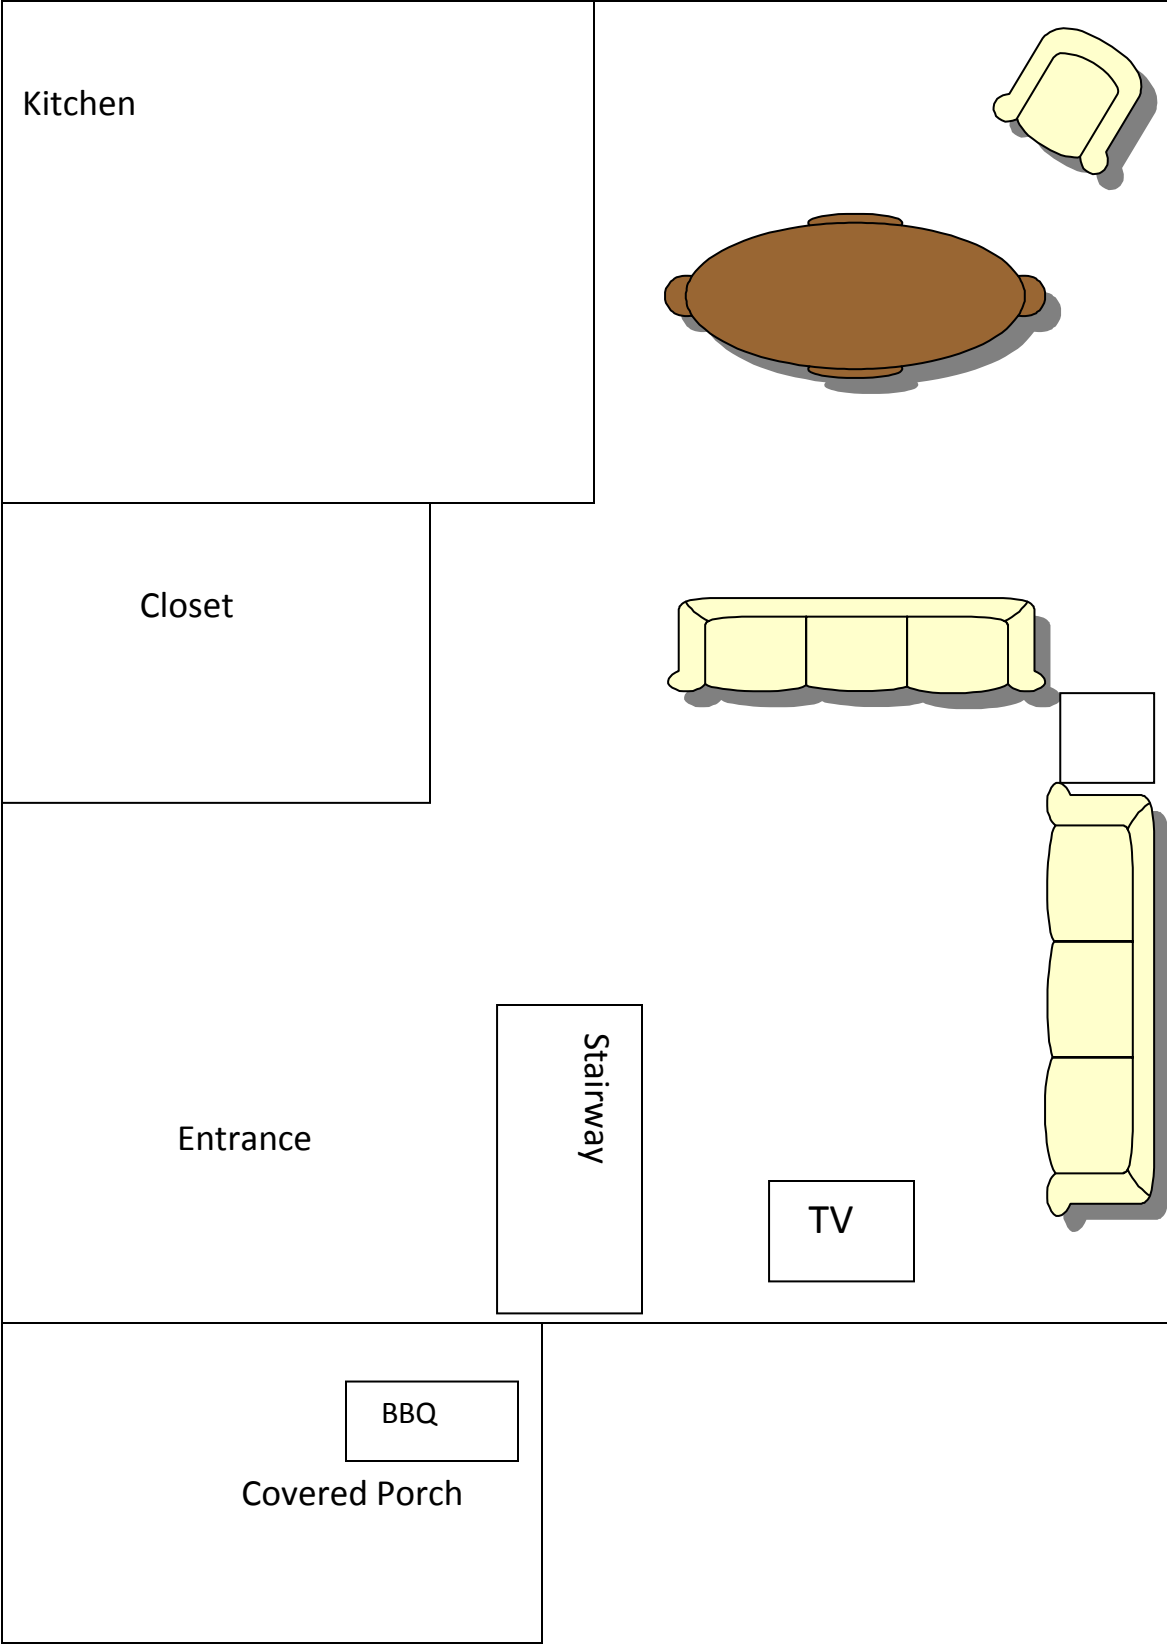 Kitchen
Closet
Stairway
Entrance
TV
BBQ
Covered Porch